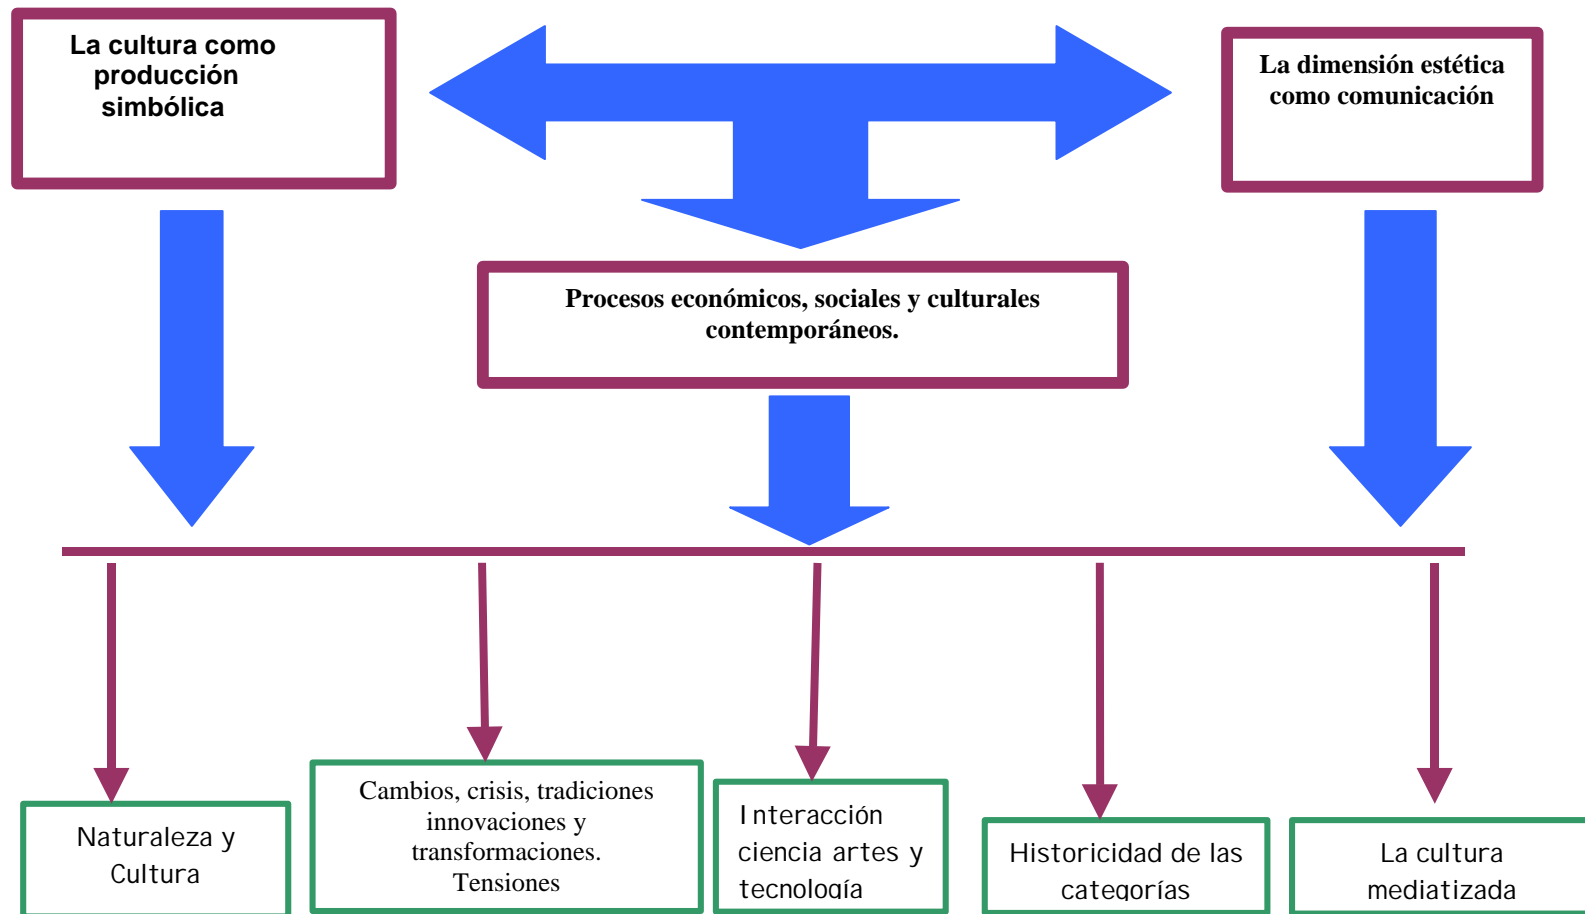 La cultura como
producción
simbólica
La dimensión estética
como comunicación
Procesos económicos, sociales y culturales
contemporáneos.
Naturaleza y
Cultura
Cambios, crisis, tradiciones
innovaciones y
transformaciones.
Tensiones
Interacción
ciencia artes y
tecnología
Historicidad de las
categorías
La cultura
mediatizada